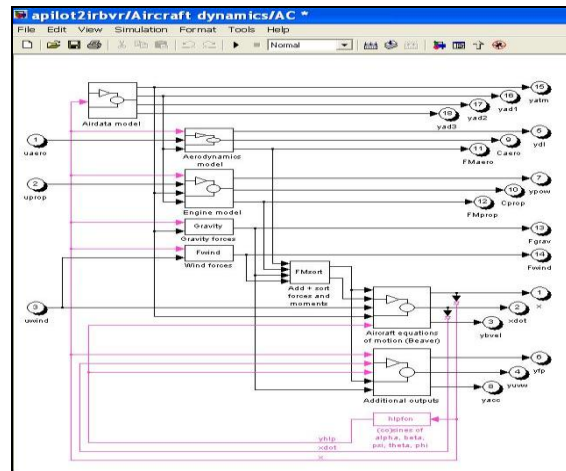 apilot2irbvr/Aircraft dynamics/AC *
File Edit View Simulation Format Tools Help
Normal
Airdata model
15
yatm
16
yad1
17
yad2
18
yad3
1
uaero
Aerodynamics
model
5
ydl
9
Caero
11
FMaero
2
uprop
Engine model
7
ypow
10
Cprop
12
FMprop
Gravity
Gravity forces
13
Fgrav
Fwind
Wind forces
14
Fwind
FMsort
Add + sort
forces and
moments
3
uwind
Aircraft equations
of motion (Beaver)
1
x
2
xdot
3
ybvel
Additional outputs
6
yfp
4
yuvw
8
yacc
hlpfcn
(co)sines of
alpha, beta,
psi, theta, phi
yhlp
xdot
x